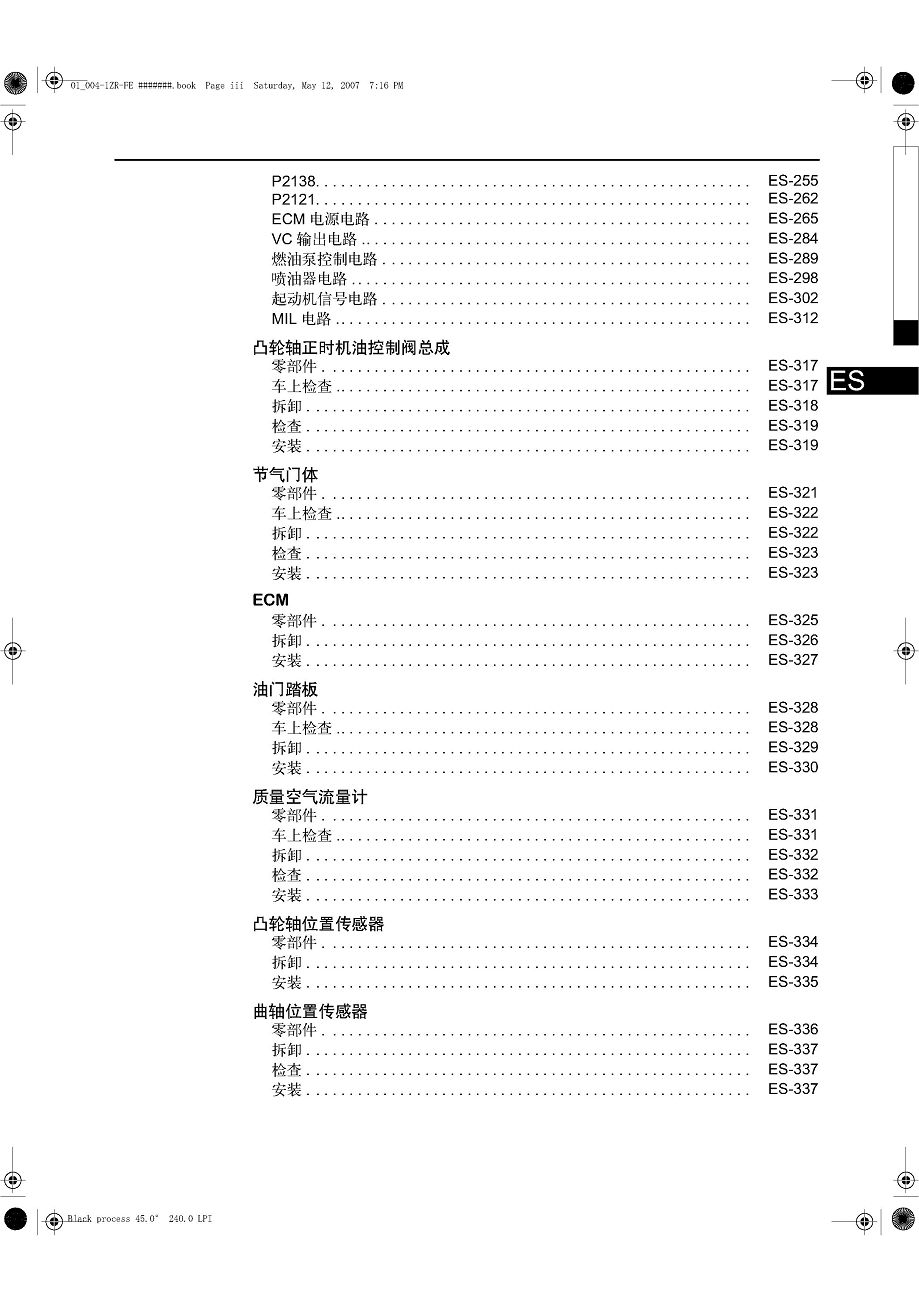 01_004-1ZR-FE #######.book Page iii Saturday, May 12, 2007 7:16 PM
P2138. . . . . . . . . . . . . . . . . . . . ES-255
P2121. . . . . . . . . . . . . . . . . . . . ES-262
ECM 电源电路 . . . . . . . . . . . . . . . . . . . . ES-265
VC 输出电路 . . . . . . . . . . . . . . . . . . . . ES-284
燃油泵控制电路 . . . . . . . . . . . . . . . . . . . . ES-289
喷油器电路 . . . . . . . . . . . . . . . . . . . . ES-298
起动机信号电路 . . . . . . . . . . . . . . . . . . . . ES-302
MIL 电路 . . . . . . . . . . . . . . . . . . . . ES-312
凸轮轴正时机油控制阀总成
零部件 . . . . . . . . . . . . . . . . . . . . ES-317
车上检查 . . . . . . . . . . . . . . . . . . . . ES-317
ES
拆卸 . . . . . . . . . . . . . . . . . . . . ES-318
检查 . . . . . . . . . . . . . . . . . . . . ES-319
安装 . . . . . . . . . . . . . . . . . . . . ES-319
节气门体
零部件 . . . . . . . . . . . . . . . . . . . . ES-321
车上检查 . . . . . . . . . . . . . . . . . . . . ES-322
拆卸 . . . . . . . . . . . . . . . . . . . . ES-322
检查 . . . . . . . . . . . . . . . . . . . . ES-323
安装 . . . . . . . . . . . . . . . . . . . . ES-323
ECM
零部件 . . . . . . . . . . . . . . . . . . . . ES-325
拆卸 . . . . . . . . . . . . . . . . . . . . ES-326
安装 . . . . . . . . . . . . . . . . . . . . ES-327
油门踏板
零部件 . . . . . . . . . . . . . . . . . . . . ES-328
车上检查 . . . . . . . . . . . . . . . . . . . . ES-328
拆卸 . . . . . . . . . . . . . . . . . . . . ES-329
安装 . . . . . . . . . . . . . . . . . . . . ES-330
质量空气流量计
零部件 . . . . . . . . . . . . . . . . . . . . ES-331
车上检查 . . . . . . . . . . . . . . . . . . . . ES-331
拆卸 . . . . . . . . . . . . . . . . . . . . ES-332
检查 . . . . . . . . . . . . . . . . . . . . ES-332
安装 . . . . . . . . . . . . . . . . . . . . ES-333
凸轮轴位置传感器
零部件 . . . . . . . . . . . . . . . . . . . . ES-334
拆卸 . . . . . . . . . . . . . . . . . . . . ES-334
安装 . . . . . . . . . . . . . . . . . . . . ES-335
曲轴位置传感器
零部件 . . . . . . . . . . . . . . . . . . . . ES-336
拆卸 . . . . . . . . . . . . . . . . . . . . ES-337
检查 . . . . . . . . . . . . . . . . . . . . ES-337
安装 . . . . . . . . . . . . . . . . . . . . ES-337
Black process 45.0° 240.0 LPI